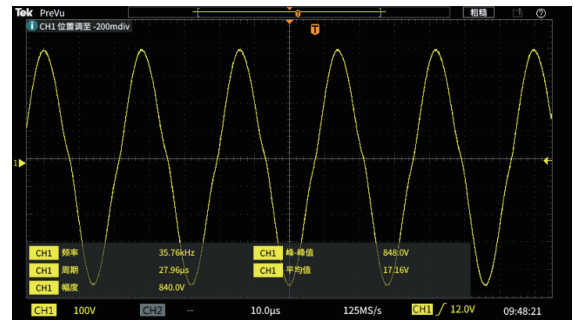 Tek PreVu 粗糙
CH1 位置调至 -200mdiv
CH1 频率 35.76kHz CH1 峰-峰值 848.0V
CH1 周期 27.96μs CH1 平均值 17.16V
CH1 幅度 840.0V
CH1 100V CH2 -- 10.0μs 125MS/s CH1 12.0V 09:48:21